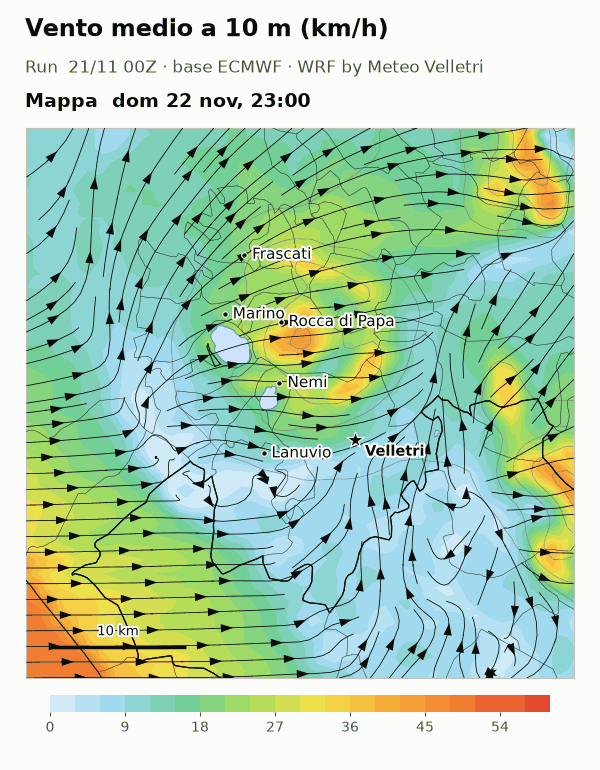 Vento medio a 10 m (km/h)
Run 21/11 00Z · base ECMWF · WRF by Meteo Velletri
Mappa dom 22 nov, 23:00
Frascati
Marino
Rocca di Papa
Nemi
Lanuvio
Velletri
10 km
0 9 18 27 36 45 54